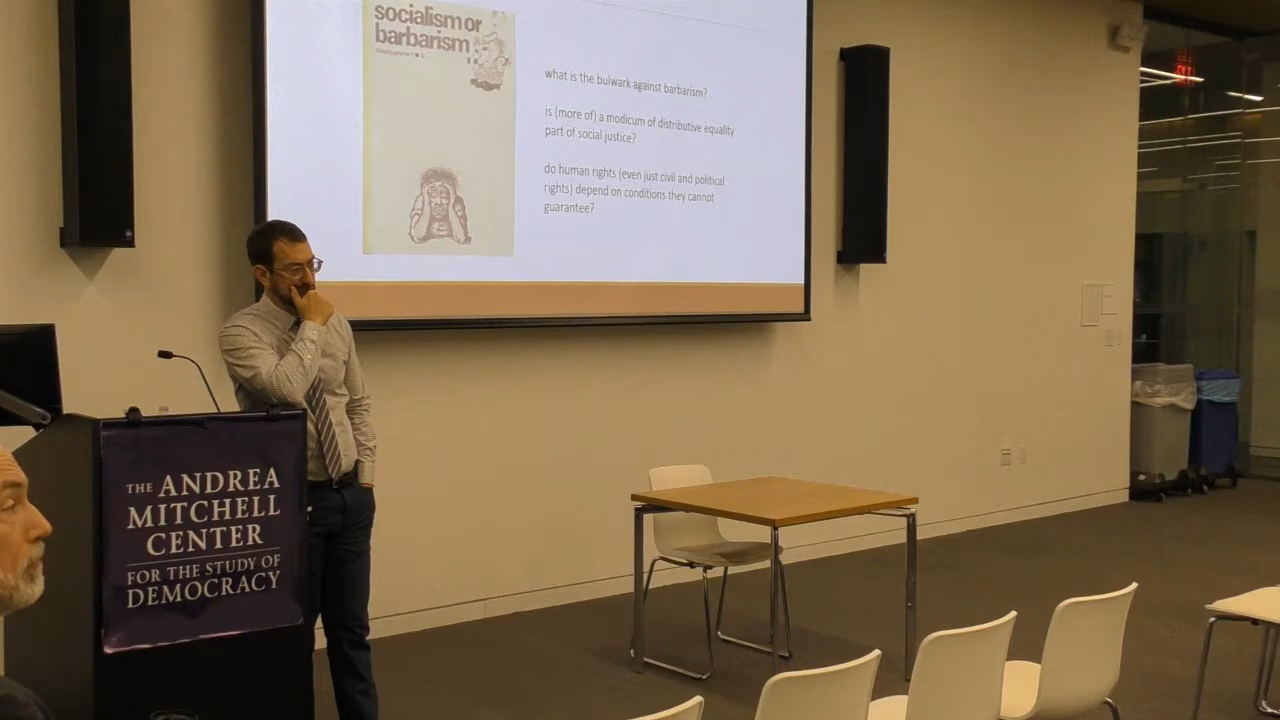 socialism or
barbarism
what is the bulwark against barbarism?
is (more of) a modicum of distributive equality
part of social justice?
do human rights (even just civil and political
rights) depend on conditions they cannot
guarantee?
EXIT
THE ANDREA
MITCHELL
CENTER
FOR THE STUDY OF
DEMOCRACY